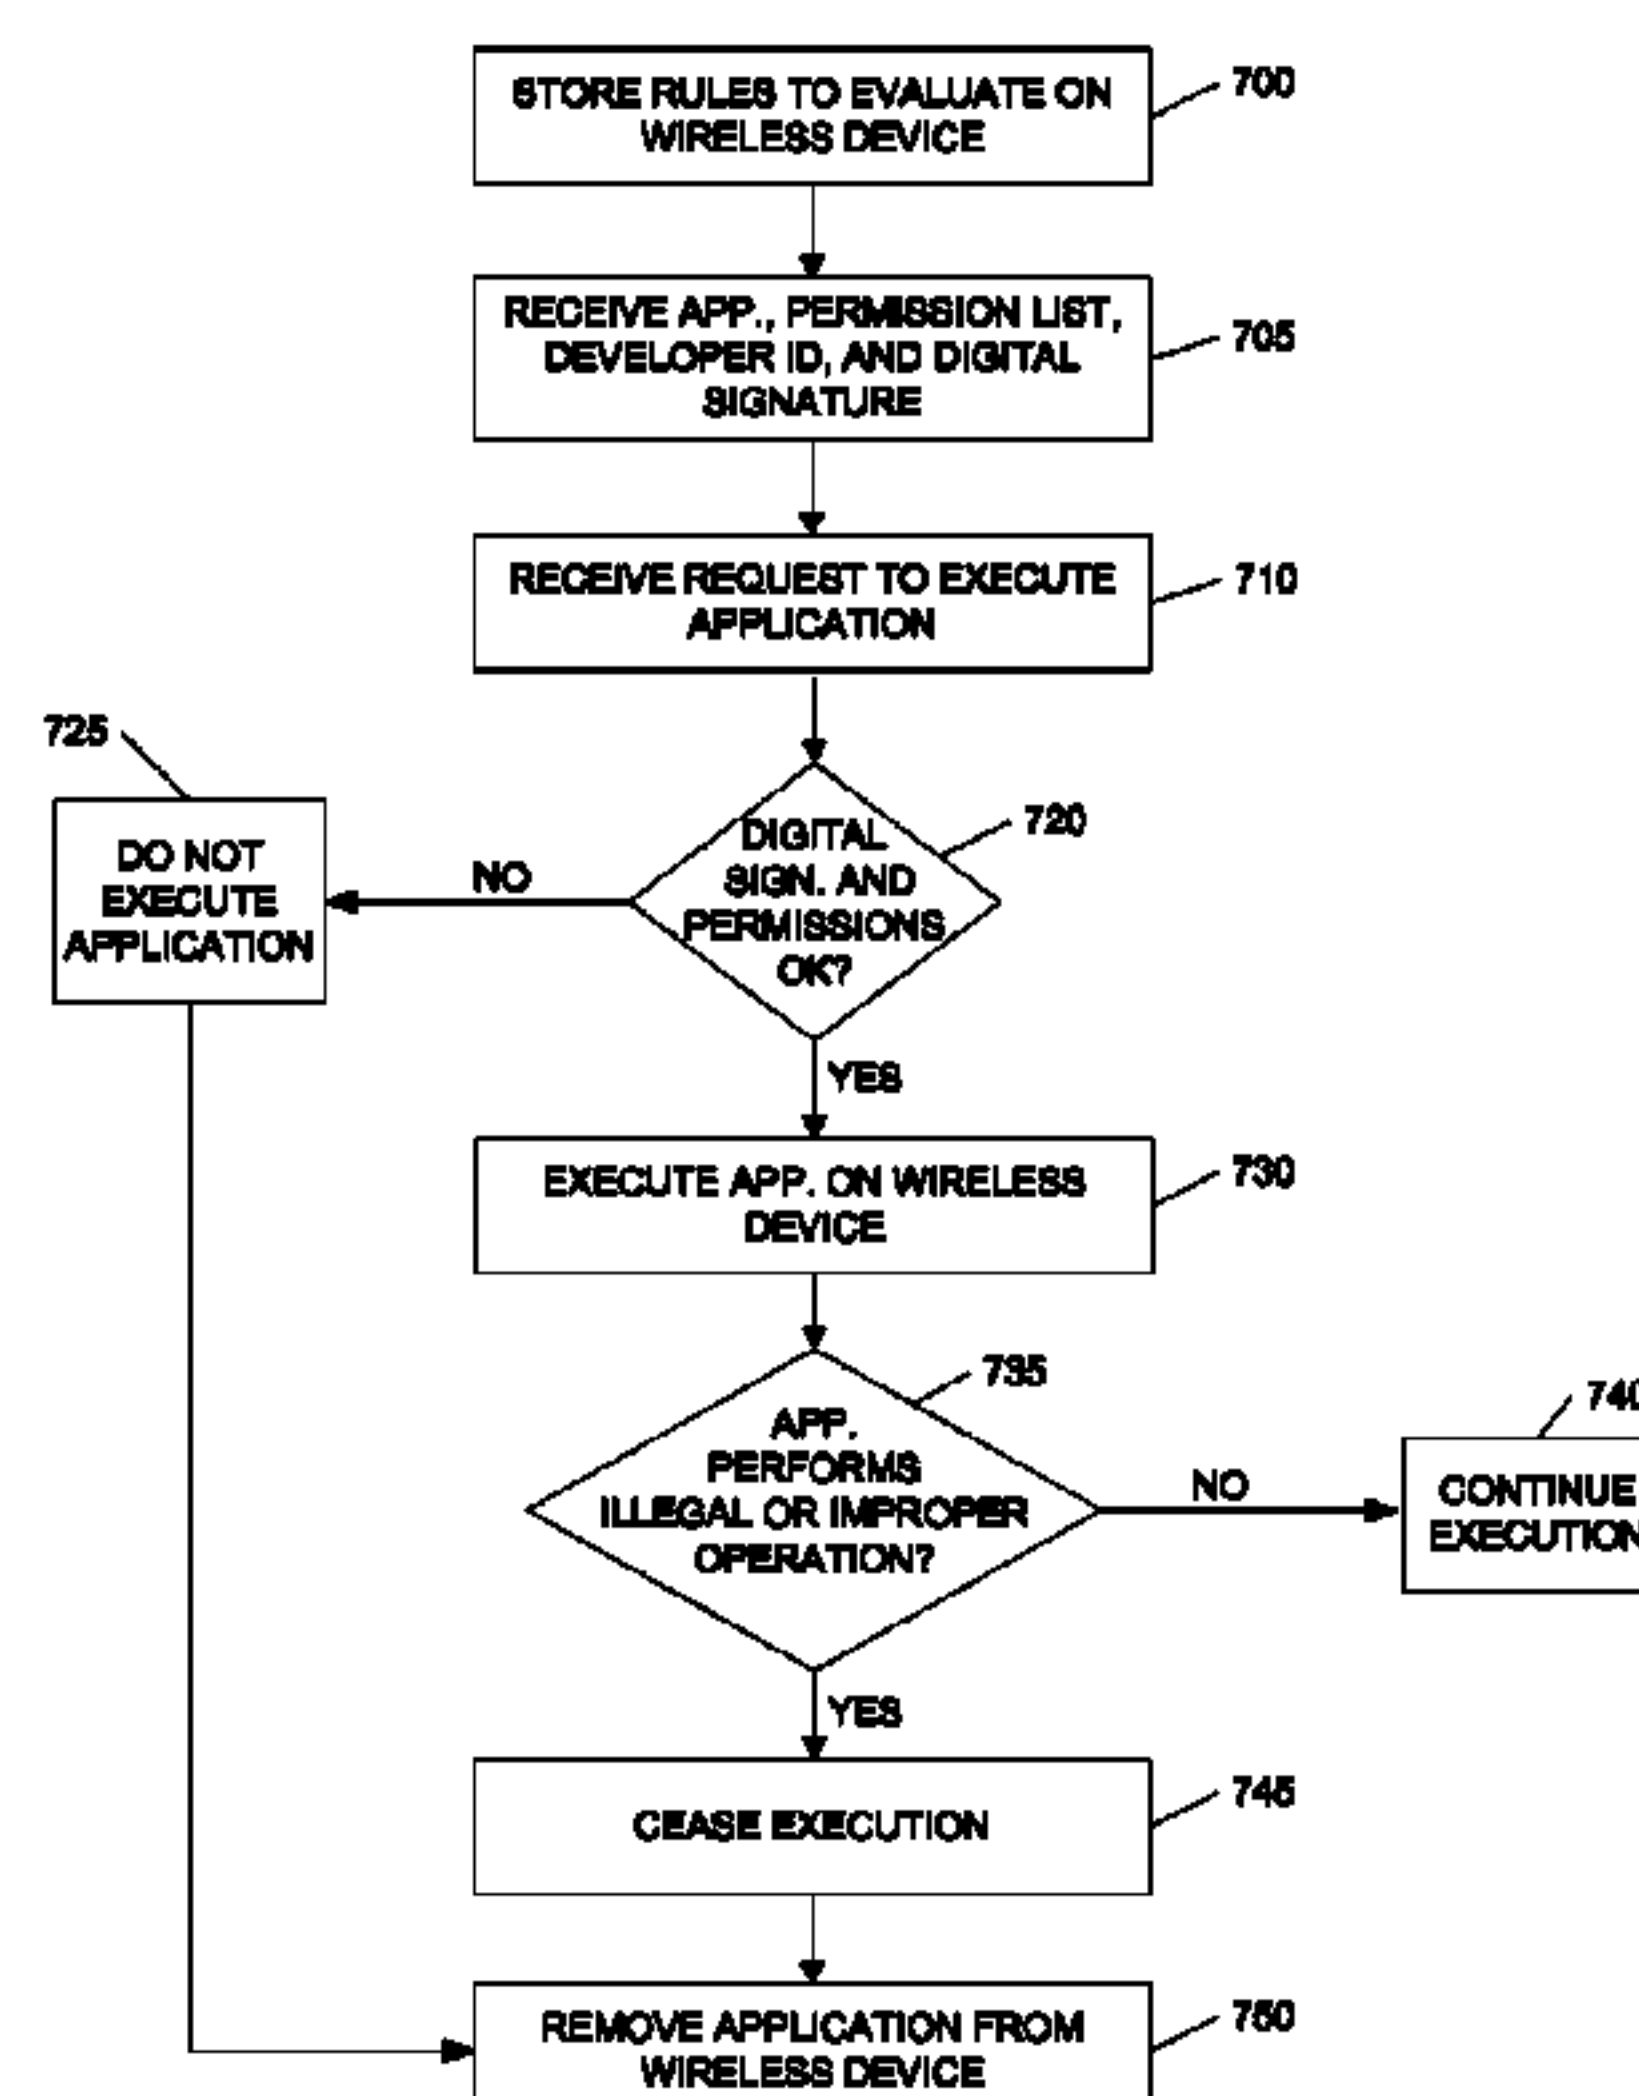 STORE RULES TO EVALUATE ON
WIRELESS DEVICE
700
RECEIVE APP., PERMISSION LIST,
DEVELOPER ID, AND DIGITAL
SIGNATURE
705
RECEIVE REQUEST TO EXECUTE
APPLICATION
710
725
DO NOT
EXECUTE
APPLICATION
NO
DIGITAL
SIGN. AND
PERMISSIONS
OK?
720
YES
EXECUTE APP. ON WIRELESS
DEVICE
730
APP.
PERFORMS
ILLEGAL OR IMPROPER
OPERATION?
735
NO
740
CONTINUE
EXECUTION
YES
CEASE EXECUTION
745
REMOVE APPLICATION FROM
WIRELESS DEVICE
750